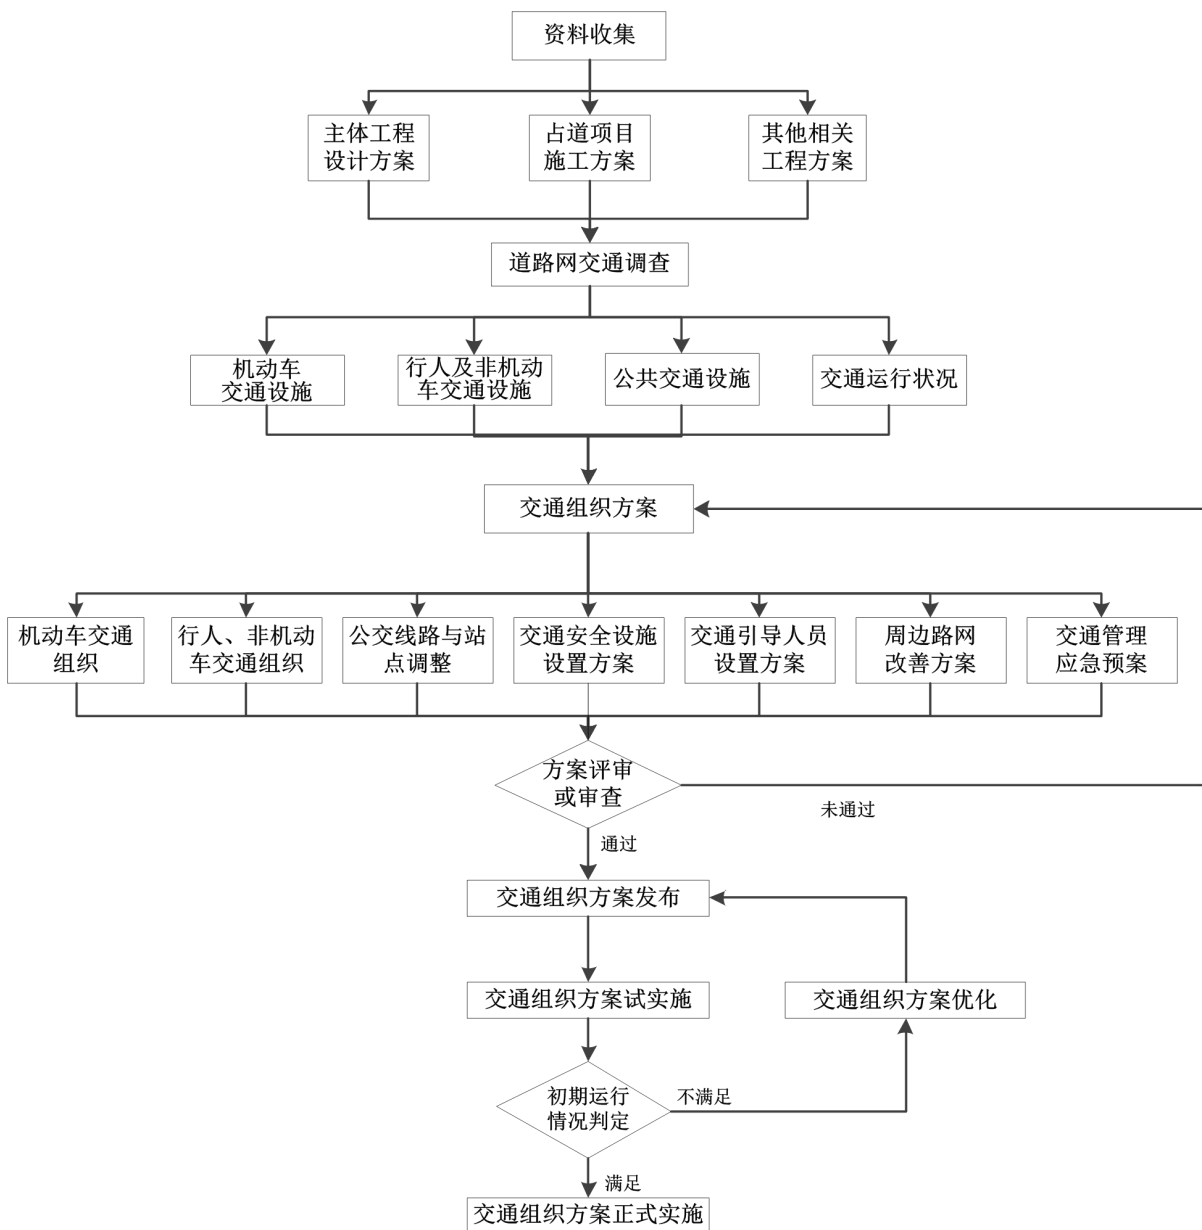 资料收集
主体工程
设计方案
占道项目
施工方案
其他相关
工程方案
道路网交通调查
机动车
交通设施
行人及非机动
车交通设施
公共交通设施
交通运行状况
交通组织方案
机动车交通
组织
行人、非机动
车交通组织
公交线路与站
点调整
交通安全设施
设置方案
交通引导人员
设置方案
周边路网
改善方案
交通管理
应急预案
方案评审
或审查
未通过
通过
交通组织方案发布
交通组织方案试实施
交通组织方案优化
初期运行
情况判定
不满足
满足
交通组织方案正式实施